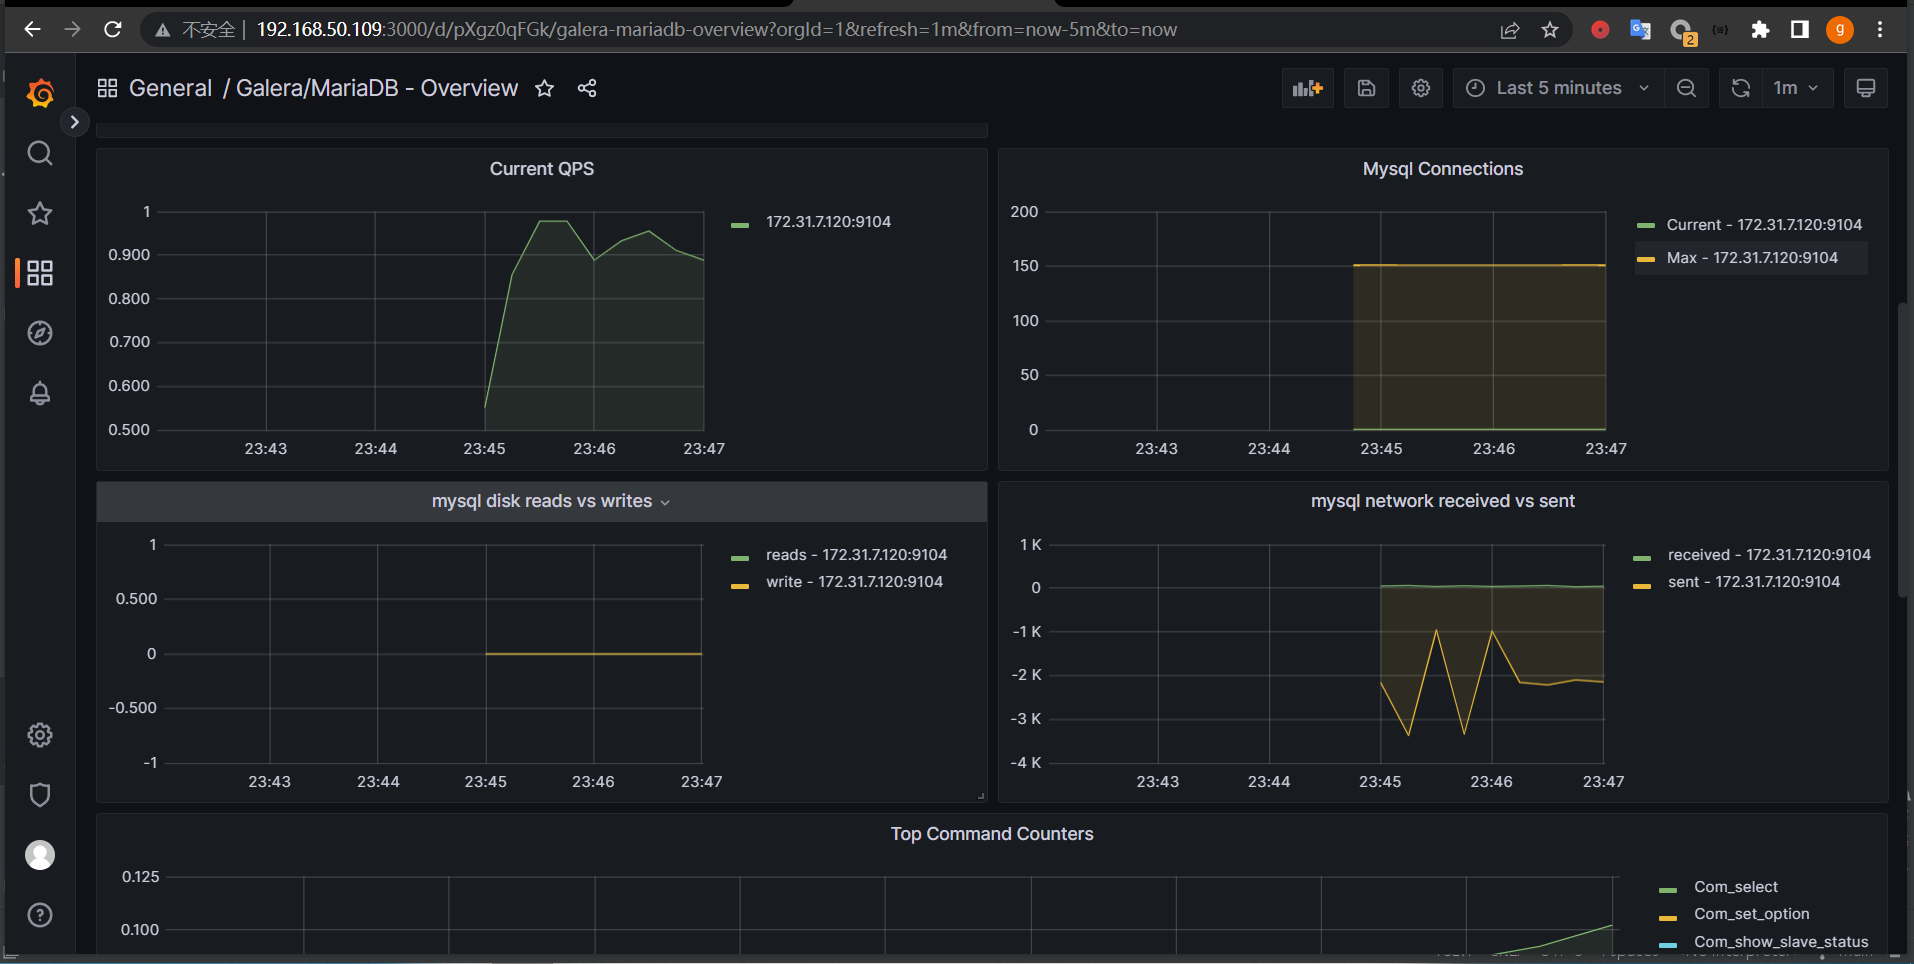 不安全 | 192.168.50.109:3000/d/pXgz0qFGk/galera-mariadb-overview?orgId=1&refresh=1m&from=now-5m&to=now
2
g
General / Galera/MariaDB - Overview
Last 5 minutes
1m
Current QPS
1
0.900
0.800
0.700
0.600
0.500
23:43 23:44 23:45 23:46 23:47
172.31.7.120:9104
Mysql Connections
200
150
100
50
0
23:43 23:44 23:45 23:46 23:47
Current - 172.31.7.120:9104
Max - 172.31.7.120:9104
mysql disk reads vs writes
1
0.500
0
-0.500
-1
23:43 23:44 23:45 23:46 23:47
reads - 172.31.7.120:9104
write - 172.31.7.120:9104
mysql network received vs sent
1 K
0
-1 K
-2 K
-3 K
-4 K
23:43 23:44 23:45 23:46 23:47
received - 172.31.7.120:9104
sent - 172.31.7.120:9104
Top Command Counters
0.125
0.100
Com_select
Com_set_option
Com_show_slave_status